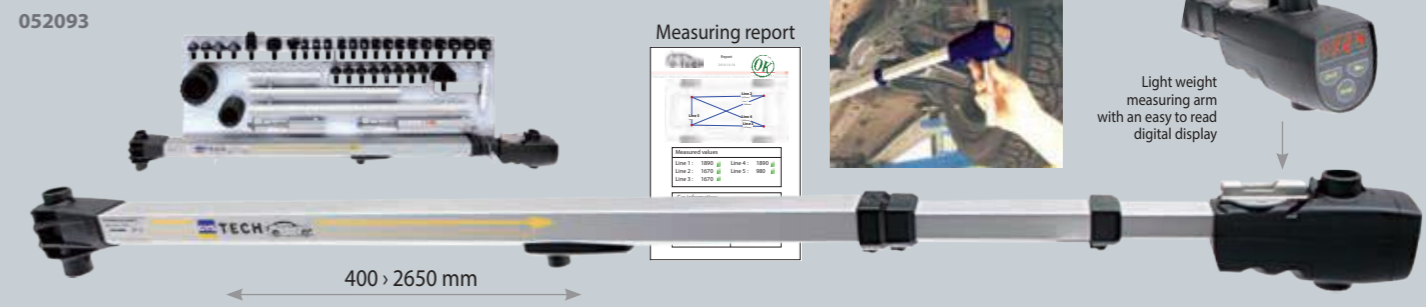 052093
Measuring report
Report
OK
Line 2
Line 3
Line 4
Line 5
Measured values
Line 1 : 1890 Line 4 : 1890
Line 2 : 1670 Line 5 : 980
Line 3 : 1670
Light weight
measuring arm
with an easy to read
digital display
TECH
400 › 2650 mm